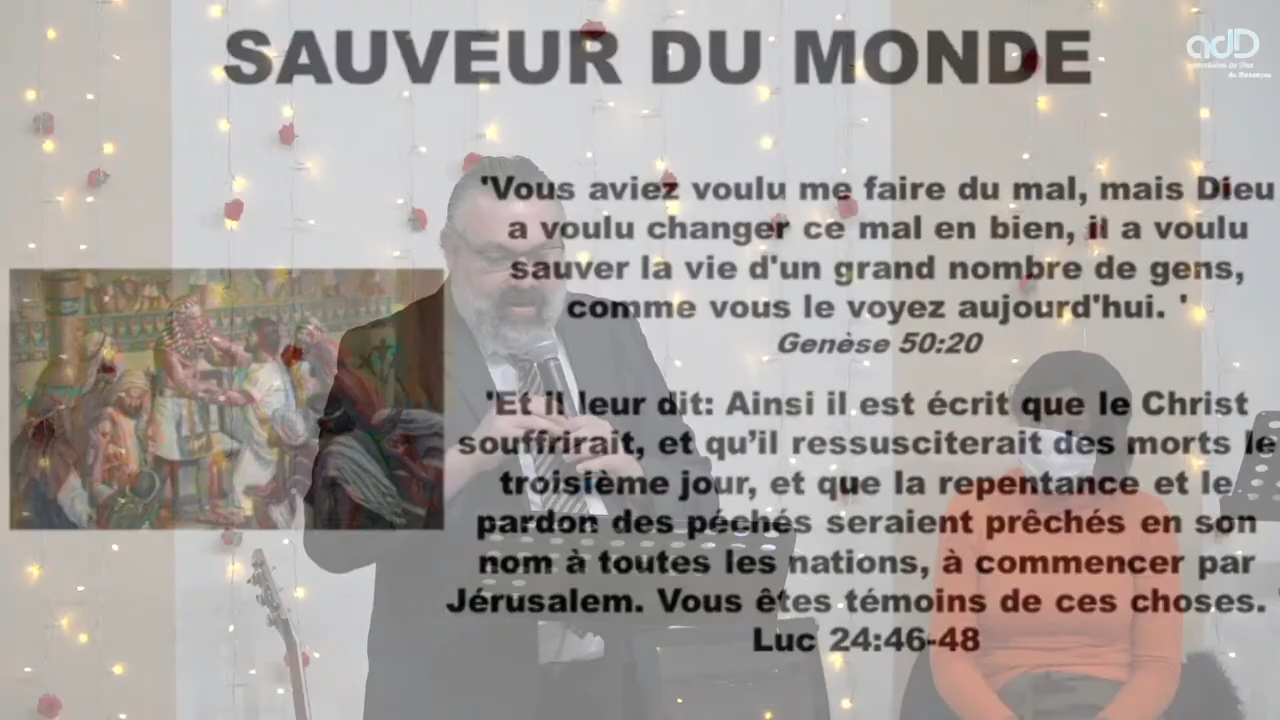 SAUVEUR DU MONDE
add
de Besançon
'Vous aviez voulu me faire du mal, mais Dieu
a voulu changer ce mal en bien, il a voulu
sauver la vie d'un grand nombre de gens,
comme vous le voyez aujourd'hui. '
Genèse 50:20
'Et il leur dit: Ainsi il est écrit que le Christ
souffrirait, et qu’il ressusciterait des morts le
troisième jour, et que la repentance et le
pardon des péchés seraient prêchés en son
nom à toutes les nations, à commencer par
Jérusalem. Vous êtes témoins de ces choses. '
Luc 24:46-48